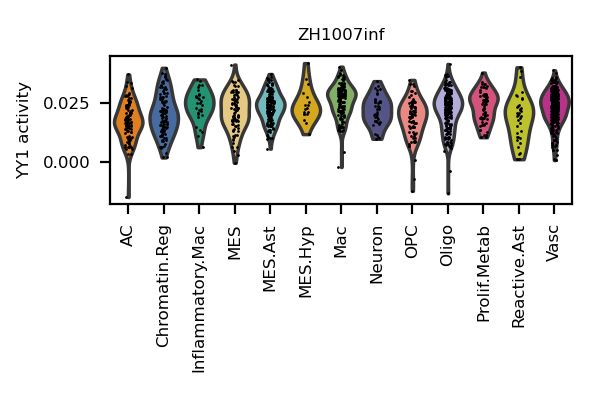 ZH1007inf
YY1 activity
0.025
0.000
AC
Chromatin.Reg
Inflammatory.Mac
MES
MES.Ast
MES.Hyp
Mac
Neuron
OPC
Oligo
Prolif.Metab
Reactive.Ast
Vasc